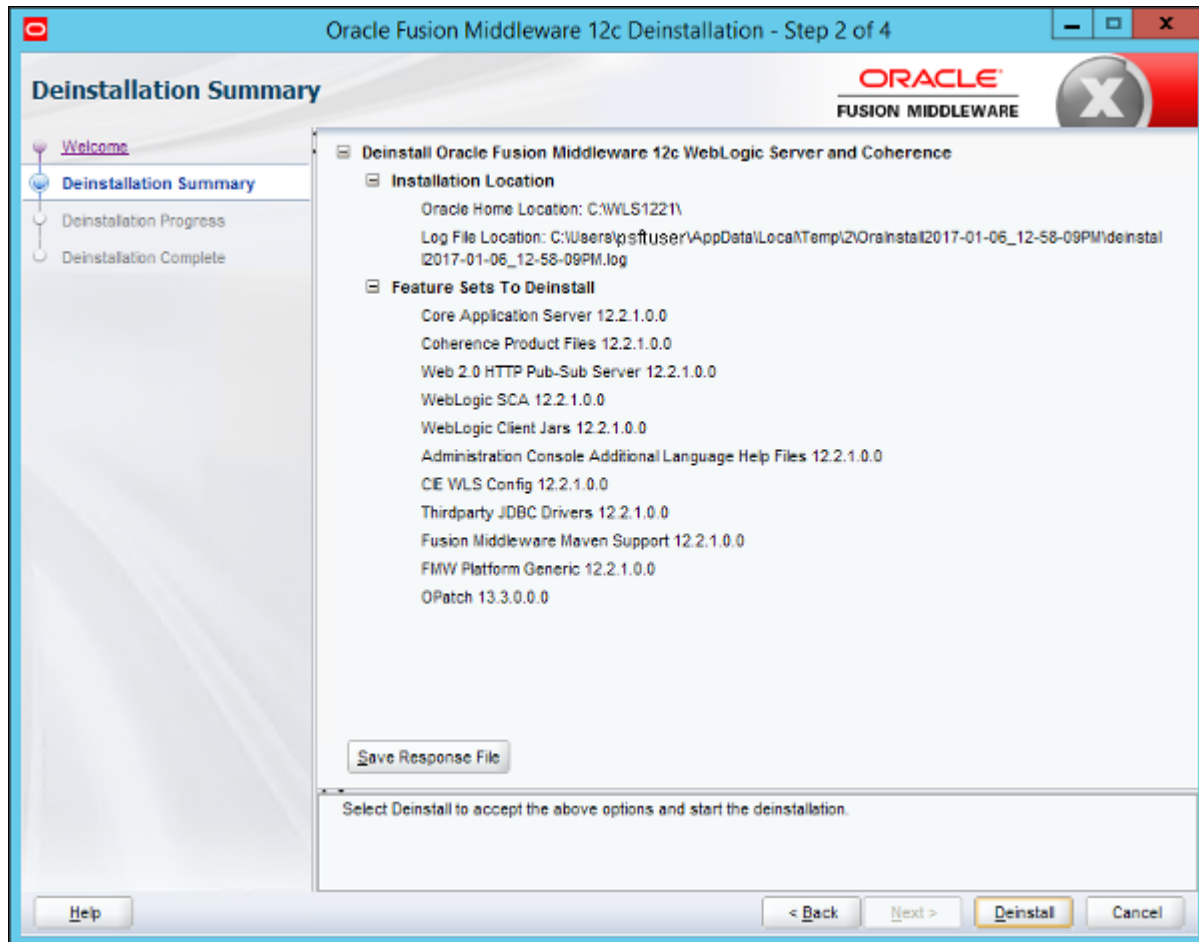 Oracle Fusion Middleware 12c Deinstallation - Step 2 of 4
Deinstallation Summary
ORACLE
FUSION MIDDLEWARE
Welcome
Deinstallation Summary
Deinstallation Progress
Deinstallation Complete
Deinstall Oracle Fusion Middleware 12c WebLogic Server and Coherence
Installation Location
Oracle Home Location: C:\WLS1221\
Log File Location: C:\Users\psftuser\AppData\Local\Temp\2\OraInstall2017-01-06_12-58-09PM\deinstal
l2017-01-06_12-58-09PM.log
Feature Sets To Deinstall
Core Application Server 12.2.1.0.0
Coherence Product Files 12.2.1.0.0
Web 2.0 HTTP Pub-Sub Server 12.2.1.0.0
WebLogic SCA 12.2.1.0.0
WebLogic Client Jars 12.2.1.0.0
Administration Console Additional Language Help Files 12.2.1.0.0
CIE WLS Config 12.2.1.0.0
Thirdparty JDBC Drivers 12.2.1.0.0
Fusion Middleware Maven Support 12.2.1.0.0
FMW Platform Generic 12.2.1.0.0
OPatch 13.3.0.0.0
Save Response File
Select Deinstall to accept the above options and start the deinstallation.
Help
< Back
Next >
Deinstall
Cancel